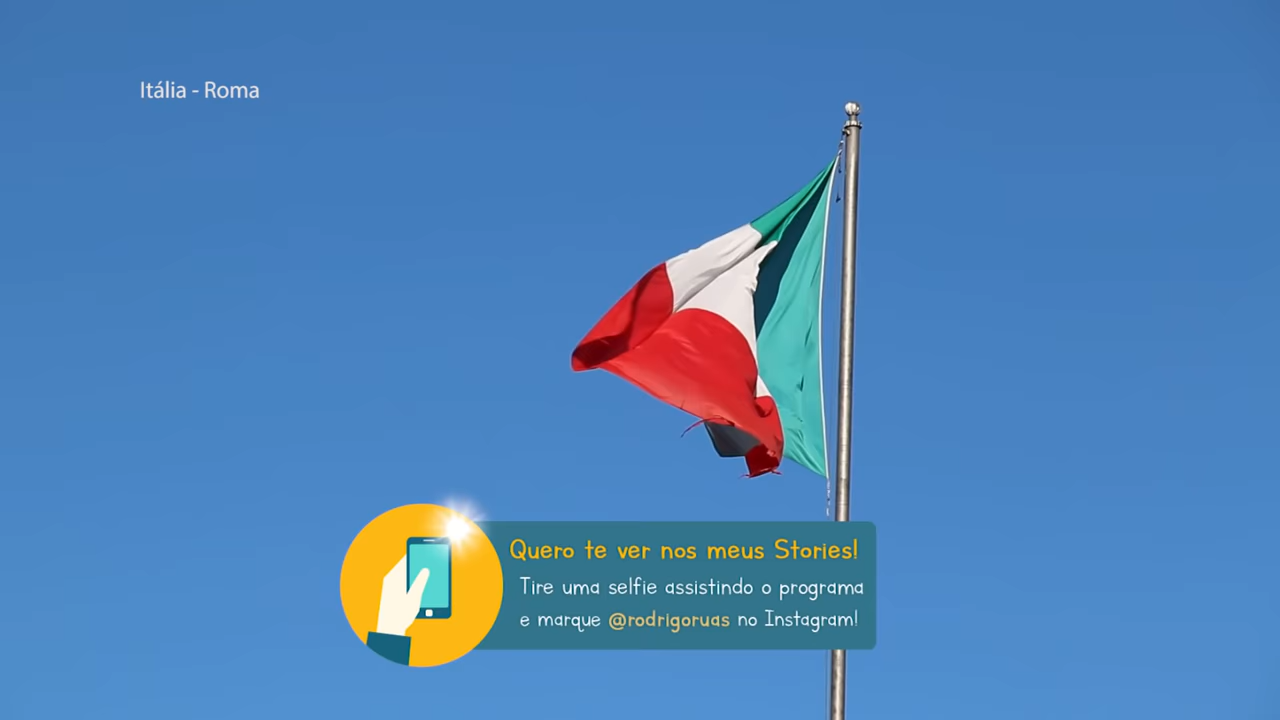 Itália - Roma
Quero te ver nos meus Stories!
Tire uma selfie assistindo o programa
e marque @rodrigoruas no Instagram!